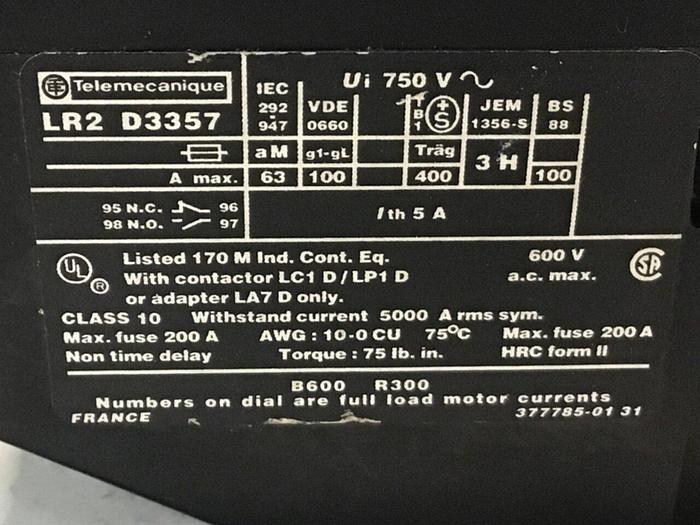 Telemecanique
LR2 D3357
Ui 750 V
IEC 292 - 947
VDE 0660
T B 1 + S
JEM 1356-S
BS 88
aM g1-gL Träg 3 H
A max. 63 100 400 100
95 N.C. 96
98 N.O. 97
Ith 5 A
UL ® Listed 170 M Ind. Cont. Eq. 600 V SA
With contactor LC1 D / LP1 D a.c. max.
or adapter LA7 D only.
CLASS 10 Withstand current 5000 A rms sym.
Max. fuse 200 A AWG : 10-0 CU 75°C Max. fuse 200 A
Non time delay Torque : 75 lb. in. HRC form II
B600 R300
Numbers on dial are full load motor currents
FRANCE 377785-01 31